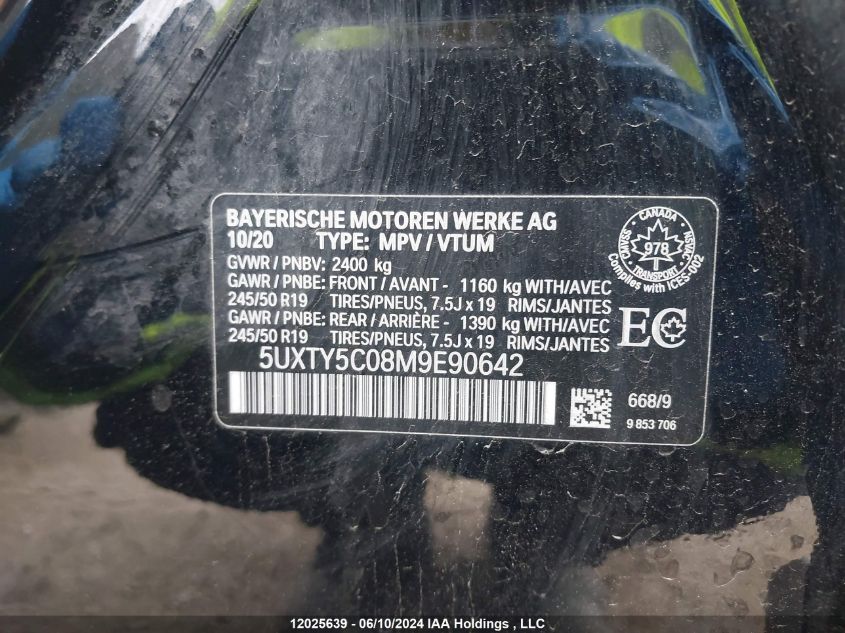 BAYERISCHE MOTOREN WERKE AG
10/20 TYPE: MPV / VTUM
GVWR / PNBV: 2400 kg
GAWR / PNBE: FRONT / AVANT - 1160 kg WITH/AVEC
245/50 R19 TIRES/PNEUS, 7.5J x 19 RIMS/JANTES
GAWR / PNBE: REAR / ARRIÈRE - 1390 kg WITH/AVEC
245/50 R19 TIRES/PNEUS, 7.5J x 19 RIMS/JANTES
5UXTY5C08M9E90642
CANADA
CMVSS
978
NSVAC
TRANSPORT
Complies with ICES-002
EC
668/9
9 853 706
12025639 - 06/10/2024 IAA Holdings , LLC